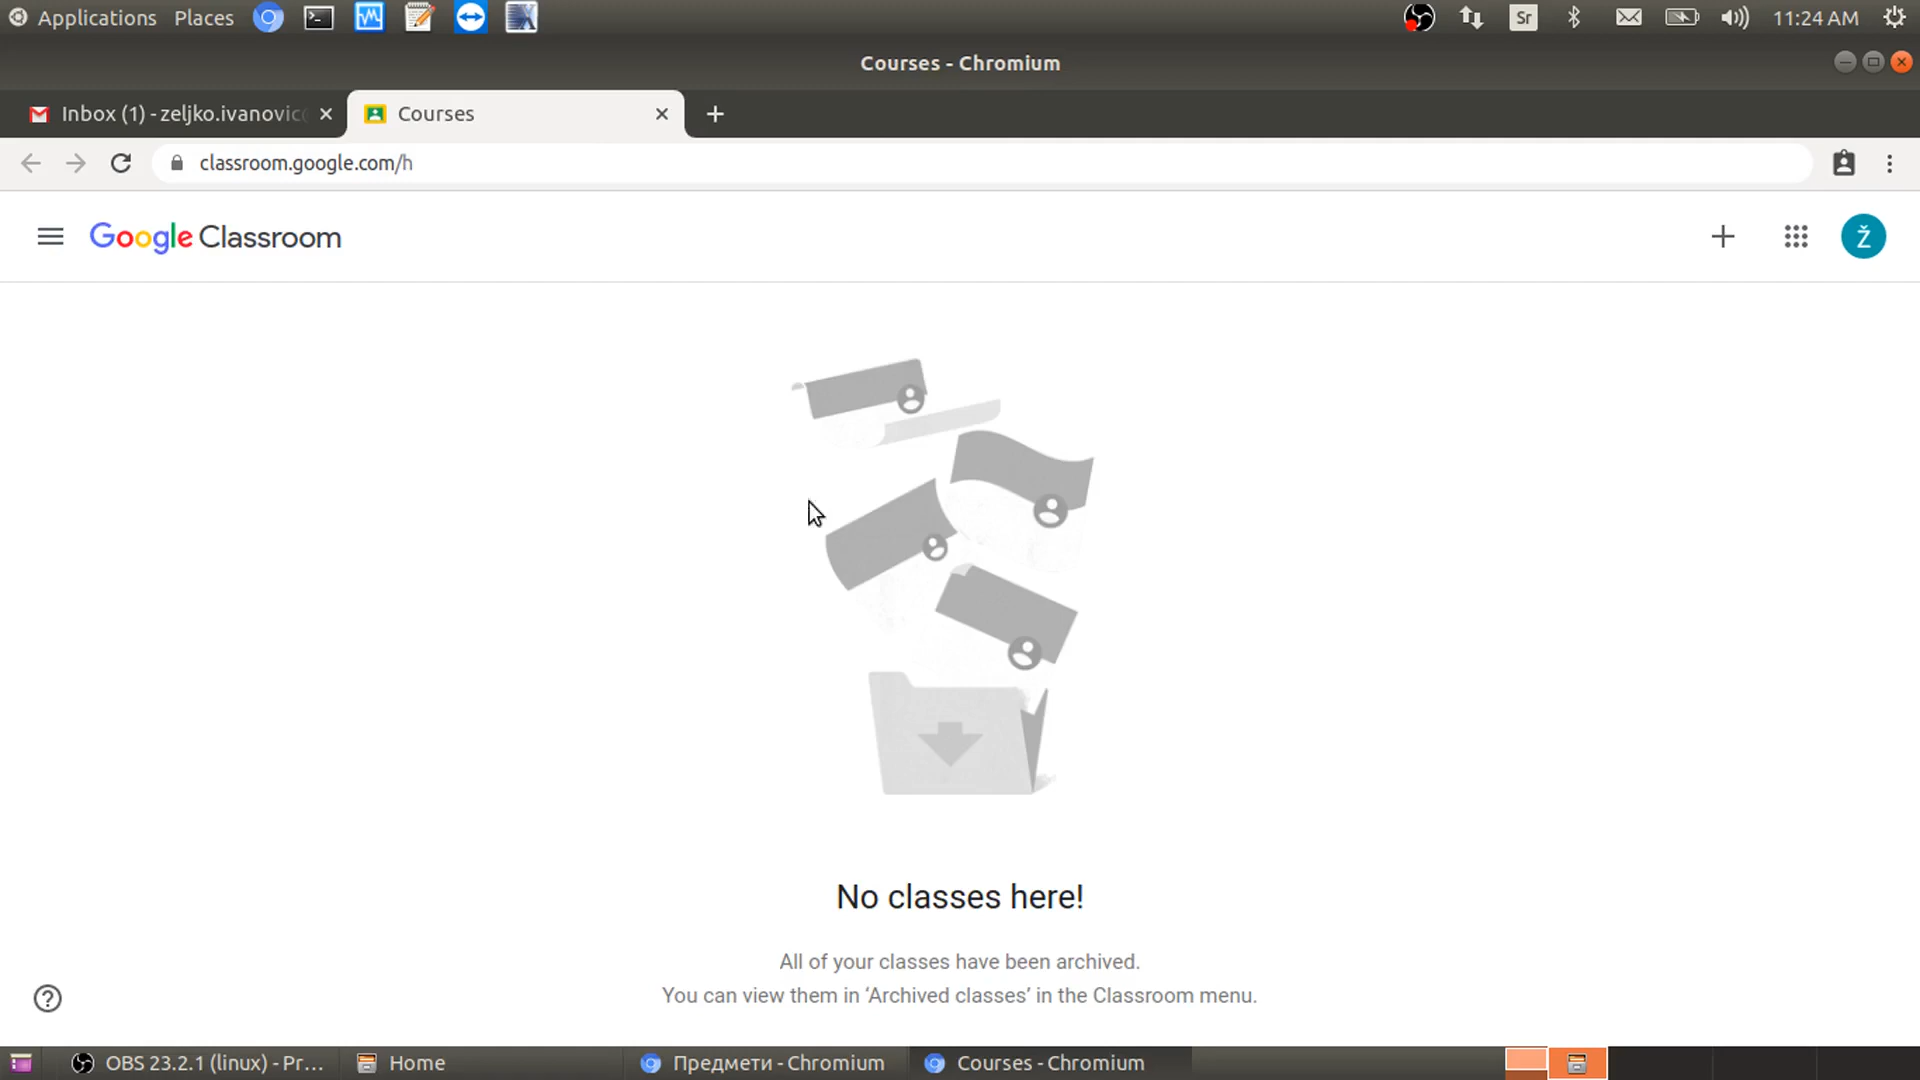 Applications Places Sr 11:24 AM
Courses - Chromium
Inbox (1) - zeljko.ivanovic Courses
classroom.google.com/h
Google Classroom Ž
No classes here!
All of your classes have been archived.
You can view them in ‘Archived classes’ in the Classroom menu.
OBS 23.2.1 (linux) - Pr... Home Предмети - Chromium Courses - Chromium